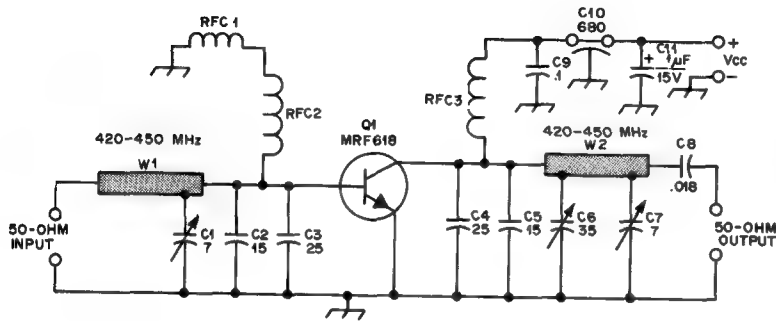 RFC1
RFC2
420-450 MHz
W1
50-OHM
INPUT
C1
7
C2
15
C3
25
Q1
MRF618
RFC3
C9
.1
C10
680
C11
1µF
15V
+
+
Vcc
-
420-450 MHz
W2
C8
.018
C4
25
C5
15
C6
35
C7
7
50-OHM
OUTPUT